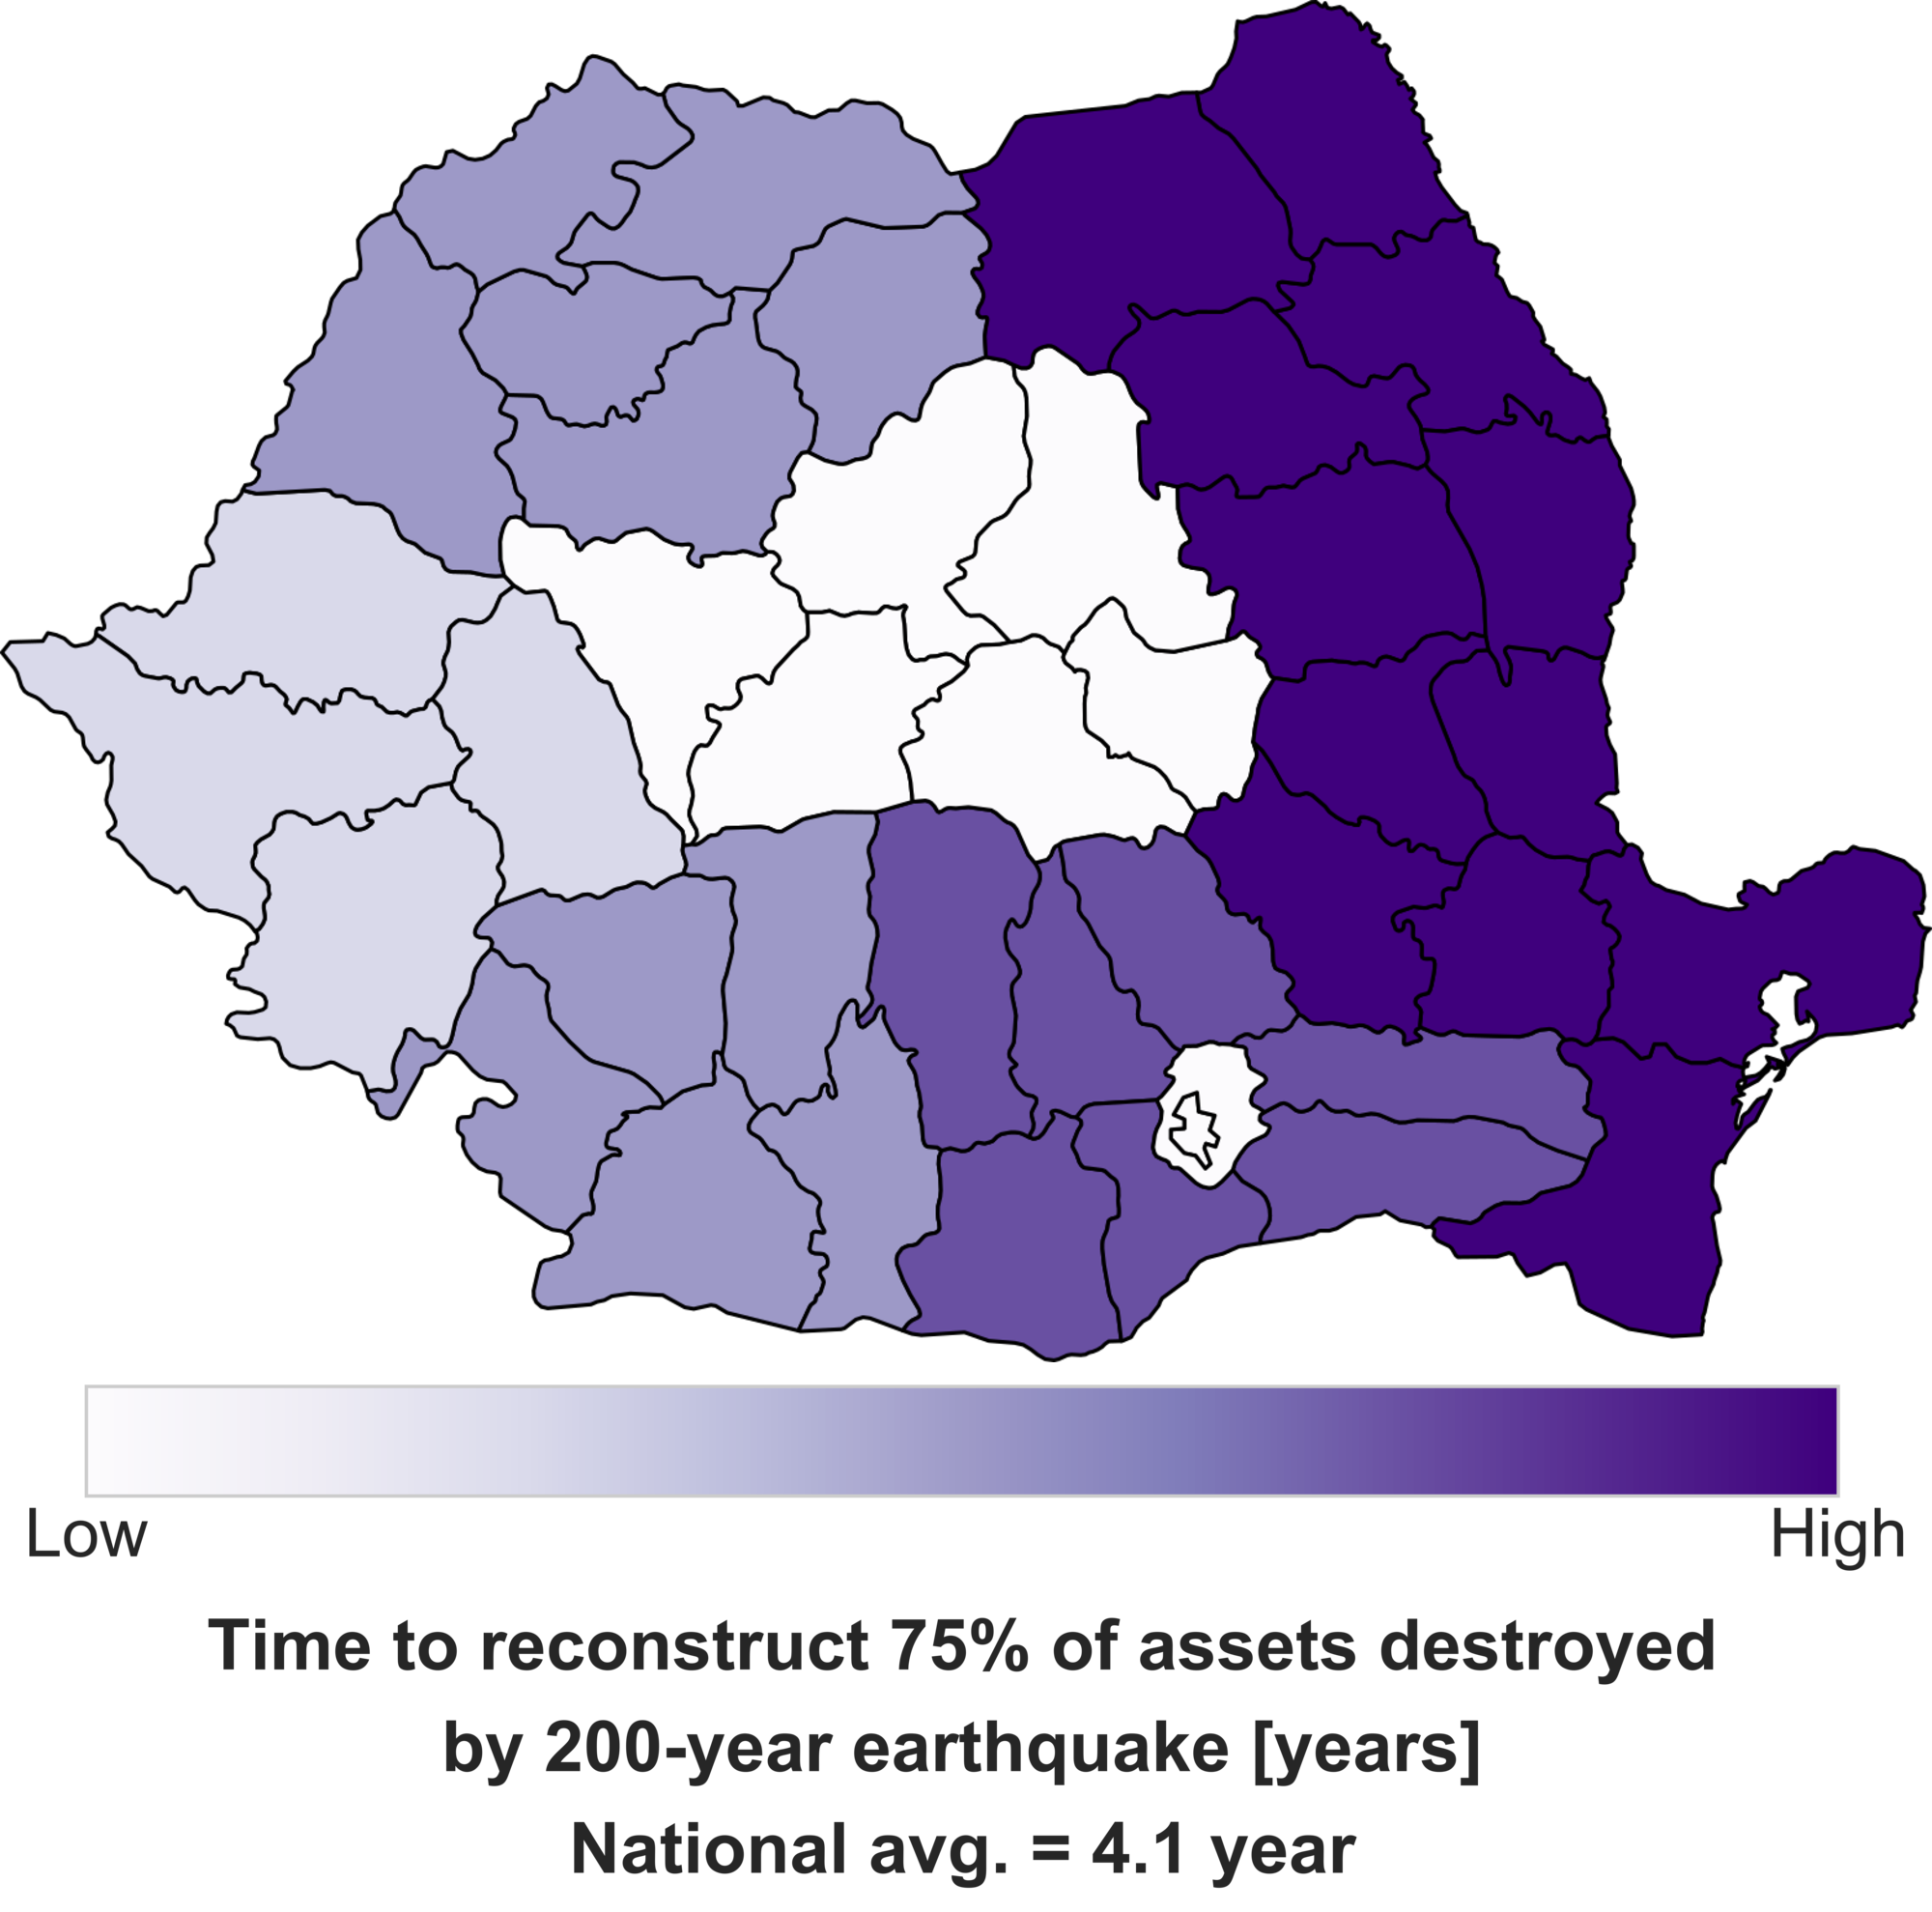 Low
High
Time to reconstruct 75% of assets destroyed
by 200-year earthquake [years]
National avg. = 4.1 year